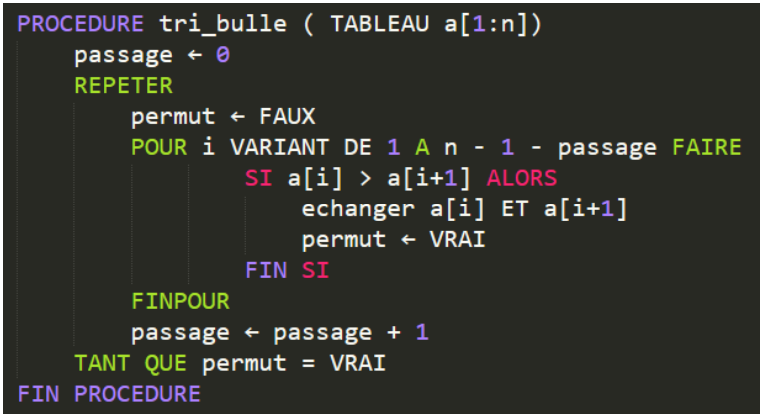 PROCEDURE tri_bulle ( TABLEAU a[1:n])
passage ← 0
REPETER
permut ← FAUX
POUR i VARIANT DE 1 A n - 1 - passage FAIRE
SI a[i] > a[i+1] ALORS
echanger a[i] ET a[i+1]
permut ← VRAI
FIN SI
FINPOUR
passage ← passage + 1
TANT QUE permut = VRAI
FIN PROCEDURE